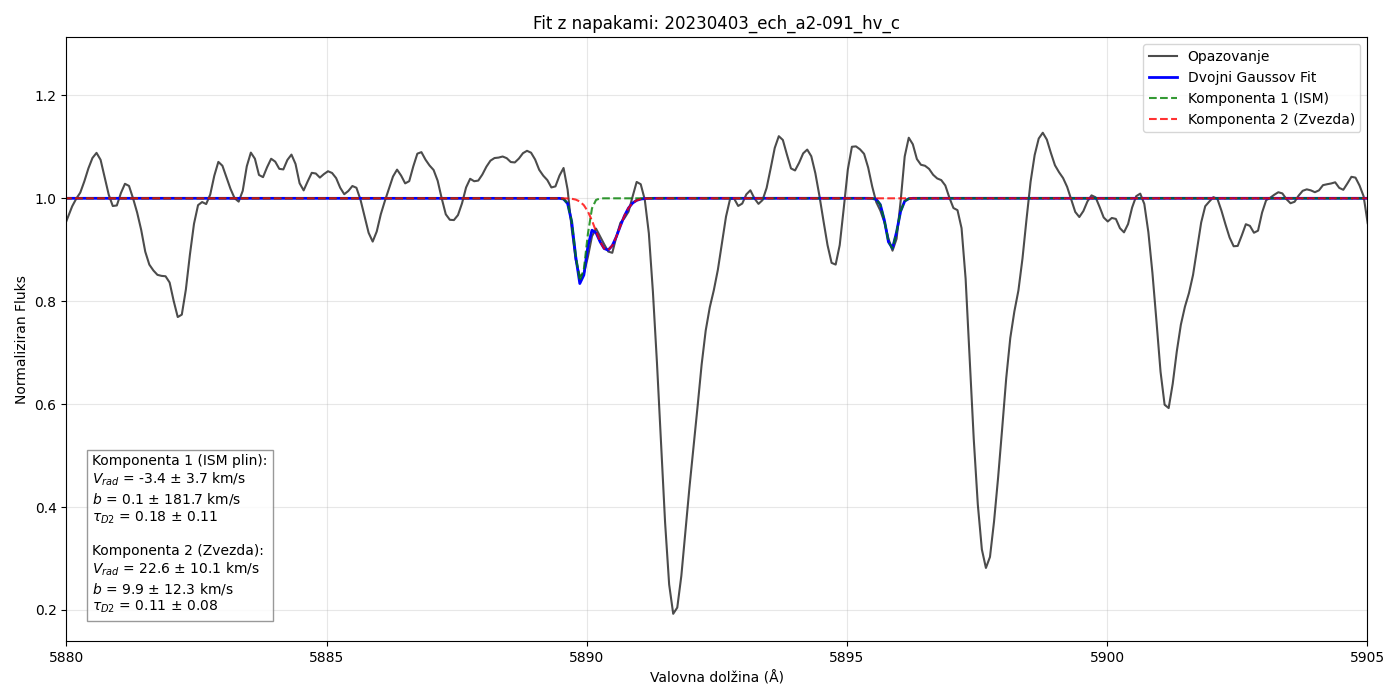 Fit z napakami: 20230403_ech_a2-091_hv_c
Opazovanje
Dvojni Gaussov Fit
Komponenta 1 (ISM)
Komponenta 2 (Zvezda)
Normaliziran Fluks
1.2
1.0
0.8
0.6
0.4
0.2
Komponenta 1 (ISM plin):
V_rad = -3.4 ± 3.7 km/s
b = 0.1 ± 181.7 km/s
τ_D2 = 0.18 ± 0.11
Komponenta 2 (Zvezda):
V_rad = 22.6 ± 10.1 km/s
b = 9.9 ± 12.3 km/s
τ_D2 = 0.11 ± 0.08
5880 5885 5890 5895 5900 5905
Valovna dolžina (Å)